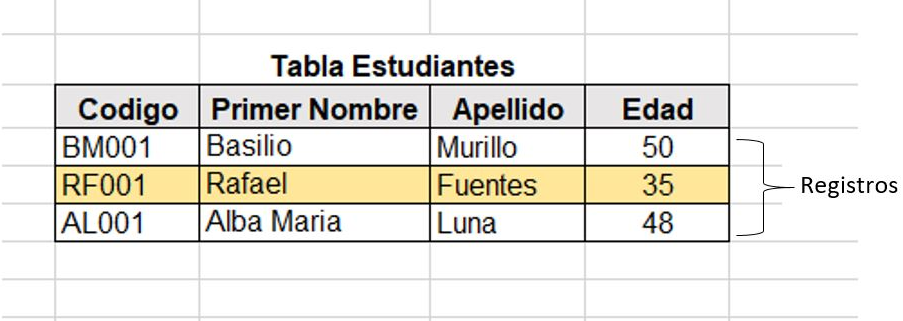 Tabla Estudiantes
Codigo Primer Nombre Apellido Edad
BM001 Basilio Murillo 50
RF001 Rafael Fuentes 35 Registros
AL001 Alba Maria Luna 48